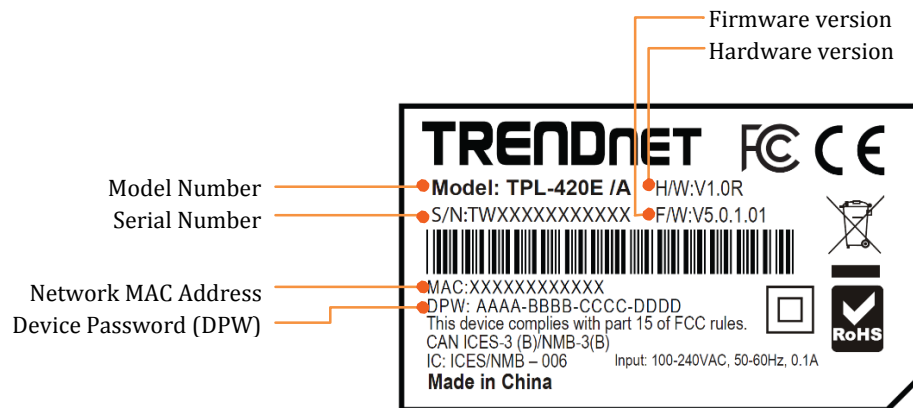 Firmware version
Hardware version
TRENDNET FC CE
Model Number
Model: TPL-420E /A
H/W:V1.0R
Serial Number
S/N:TWXXXXXXXXXXX
F/W:V5.0.1.01
Network MAC Address
MAC:XXXXXXXXXXXX
Device Password (DPW)
DPW: AAAA-BBBB-CCCC-DDDD
This device complies with part 15 of FCC rules.
CAN ICES-3 (B)/NMB-3(B)
IC: ICES/NMB – 006
Input: 100-240VAC, 50-60Hz, 0.1A
Made in China
RoHS